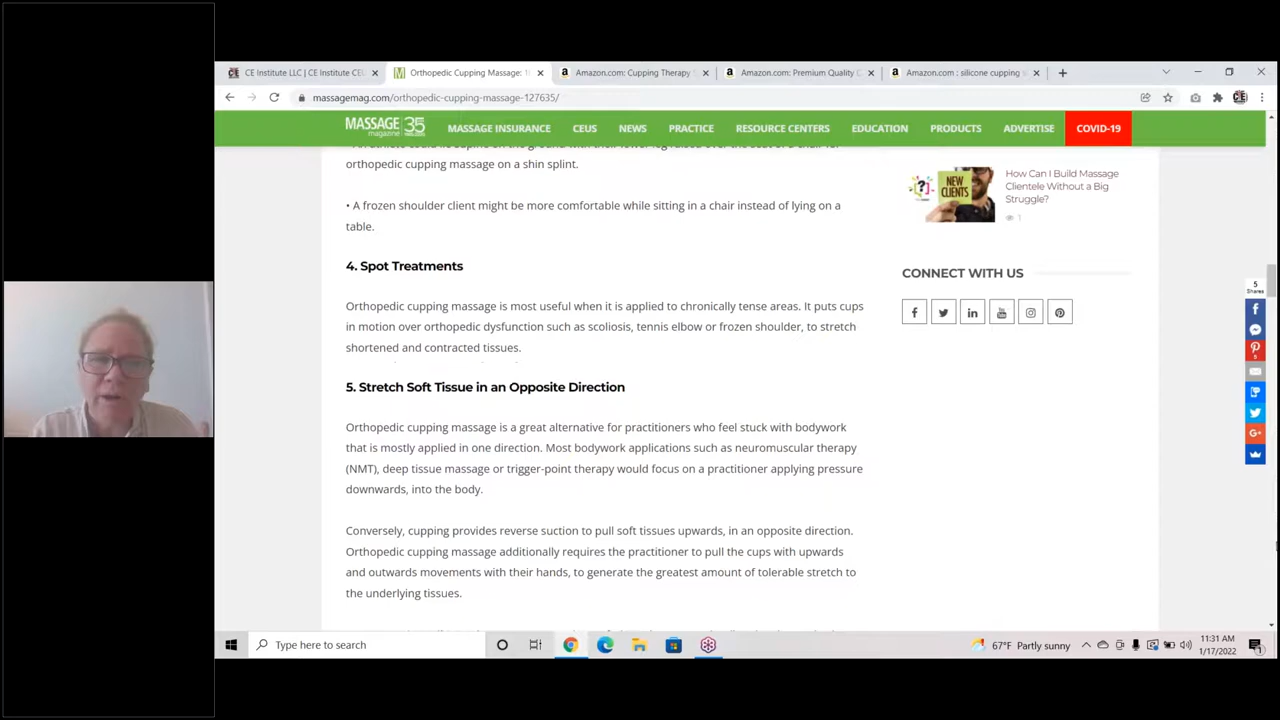 CE Institute LLC | CE Institute CEU
Orthopedic Cupping Massage: 1
Amazon.com: Cupping Therapy
Amazon.com: Premium Quality
Amazon.com : silicone cupping
massagemag.com/orthopedic-cupping-massage-127635/
MASSAGE magazine 35
MASSAGE INSURANCE CEUS NEWS PRACTICE RESOURCE CENTERS EDUCATION PRODUCTS ADVERTISE COVID-19
orthopedic cupping massage on a shin splint.
• A frozen shoulder client might be more comfortable while sitting in a chair instead of lying on a
table.
4. Spot Treatments
Orthopedic cupping massage is most useful when it is applied to chronically tense areas. It puts cups
in motion over orthopedic dysfunction such as scoliosis, tennis elbow or frozen shoulder, to stretch
shortened and contracted tissues.
5. Stretch Soft Tissue in an Opposite Direction
Orthopedic cupping massage is a great alternative for practitioners who feel stuck with bodywork
that is mostly applied in one direction. Most bodywork applications such as neuromuscular therapy
(NMT), deep tissue massage or trigger-point therapy would focus on a practitioner applying pressure
downwards, into the body.
Conversely, cupping provides reverse suction to pull soft tissues upwards, in an opposite direction.
Orthopedic cupping massage additionally requires the practitioner to pull the cups with upwards
and outwards movements with their hands, to generate the greatest amount of tolerable stretch to
the underlying tissues.
NEW
CLIENTS
How Can I Build Massage
Clientele Without a Big
Struggle?
1
CONNECT WITH US
5
Shares
Type here to search
67°F Partly sunny
11:31 AM
1/17/2022